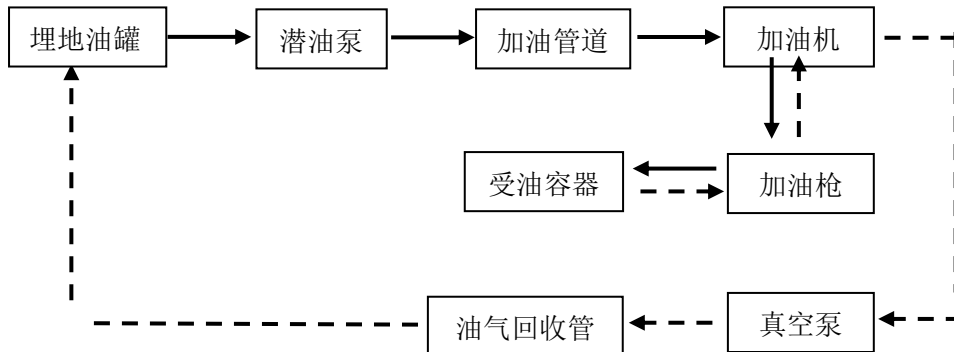 埋地油罐
潜油泵
加油管道
加油机
受油容器
加油枪
油气回收管
真空泵